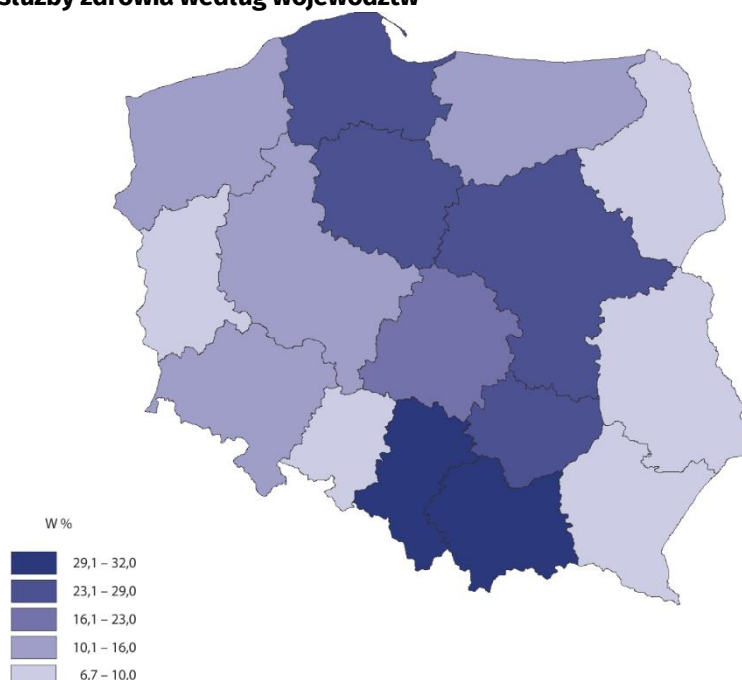 służby zdrowia według województw
W %
29,1 – 32,0
23,1 – 29,0
16,1 – 23,0
10,1 – 16,0
6,7 – 10,0